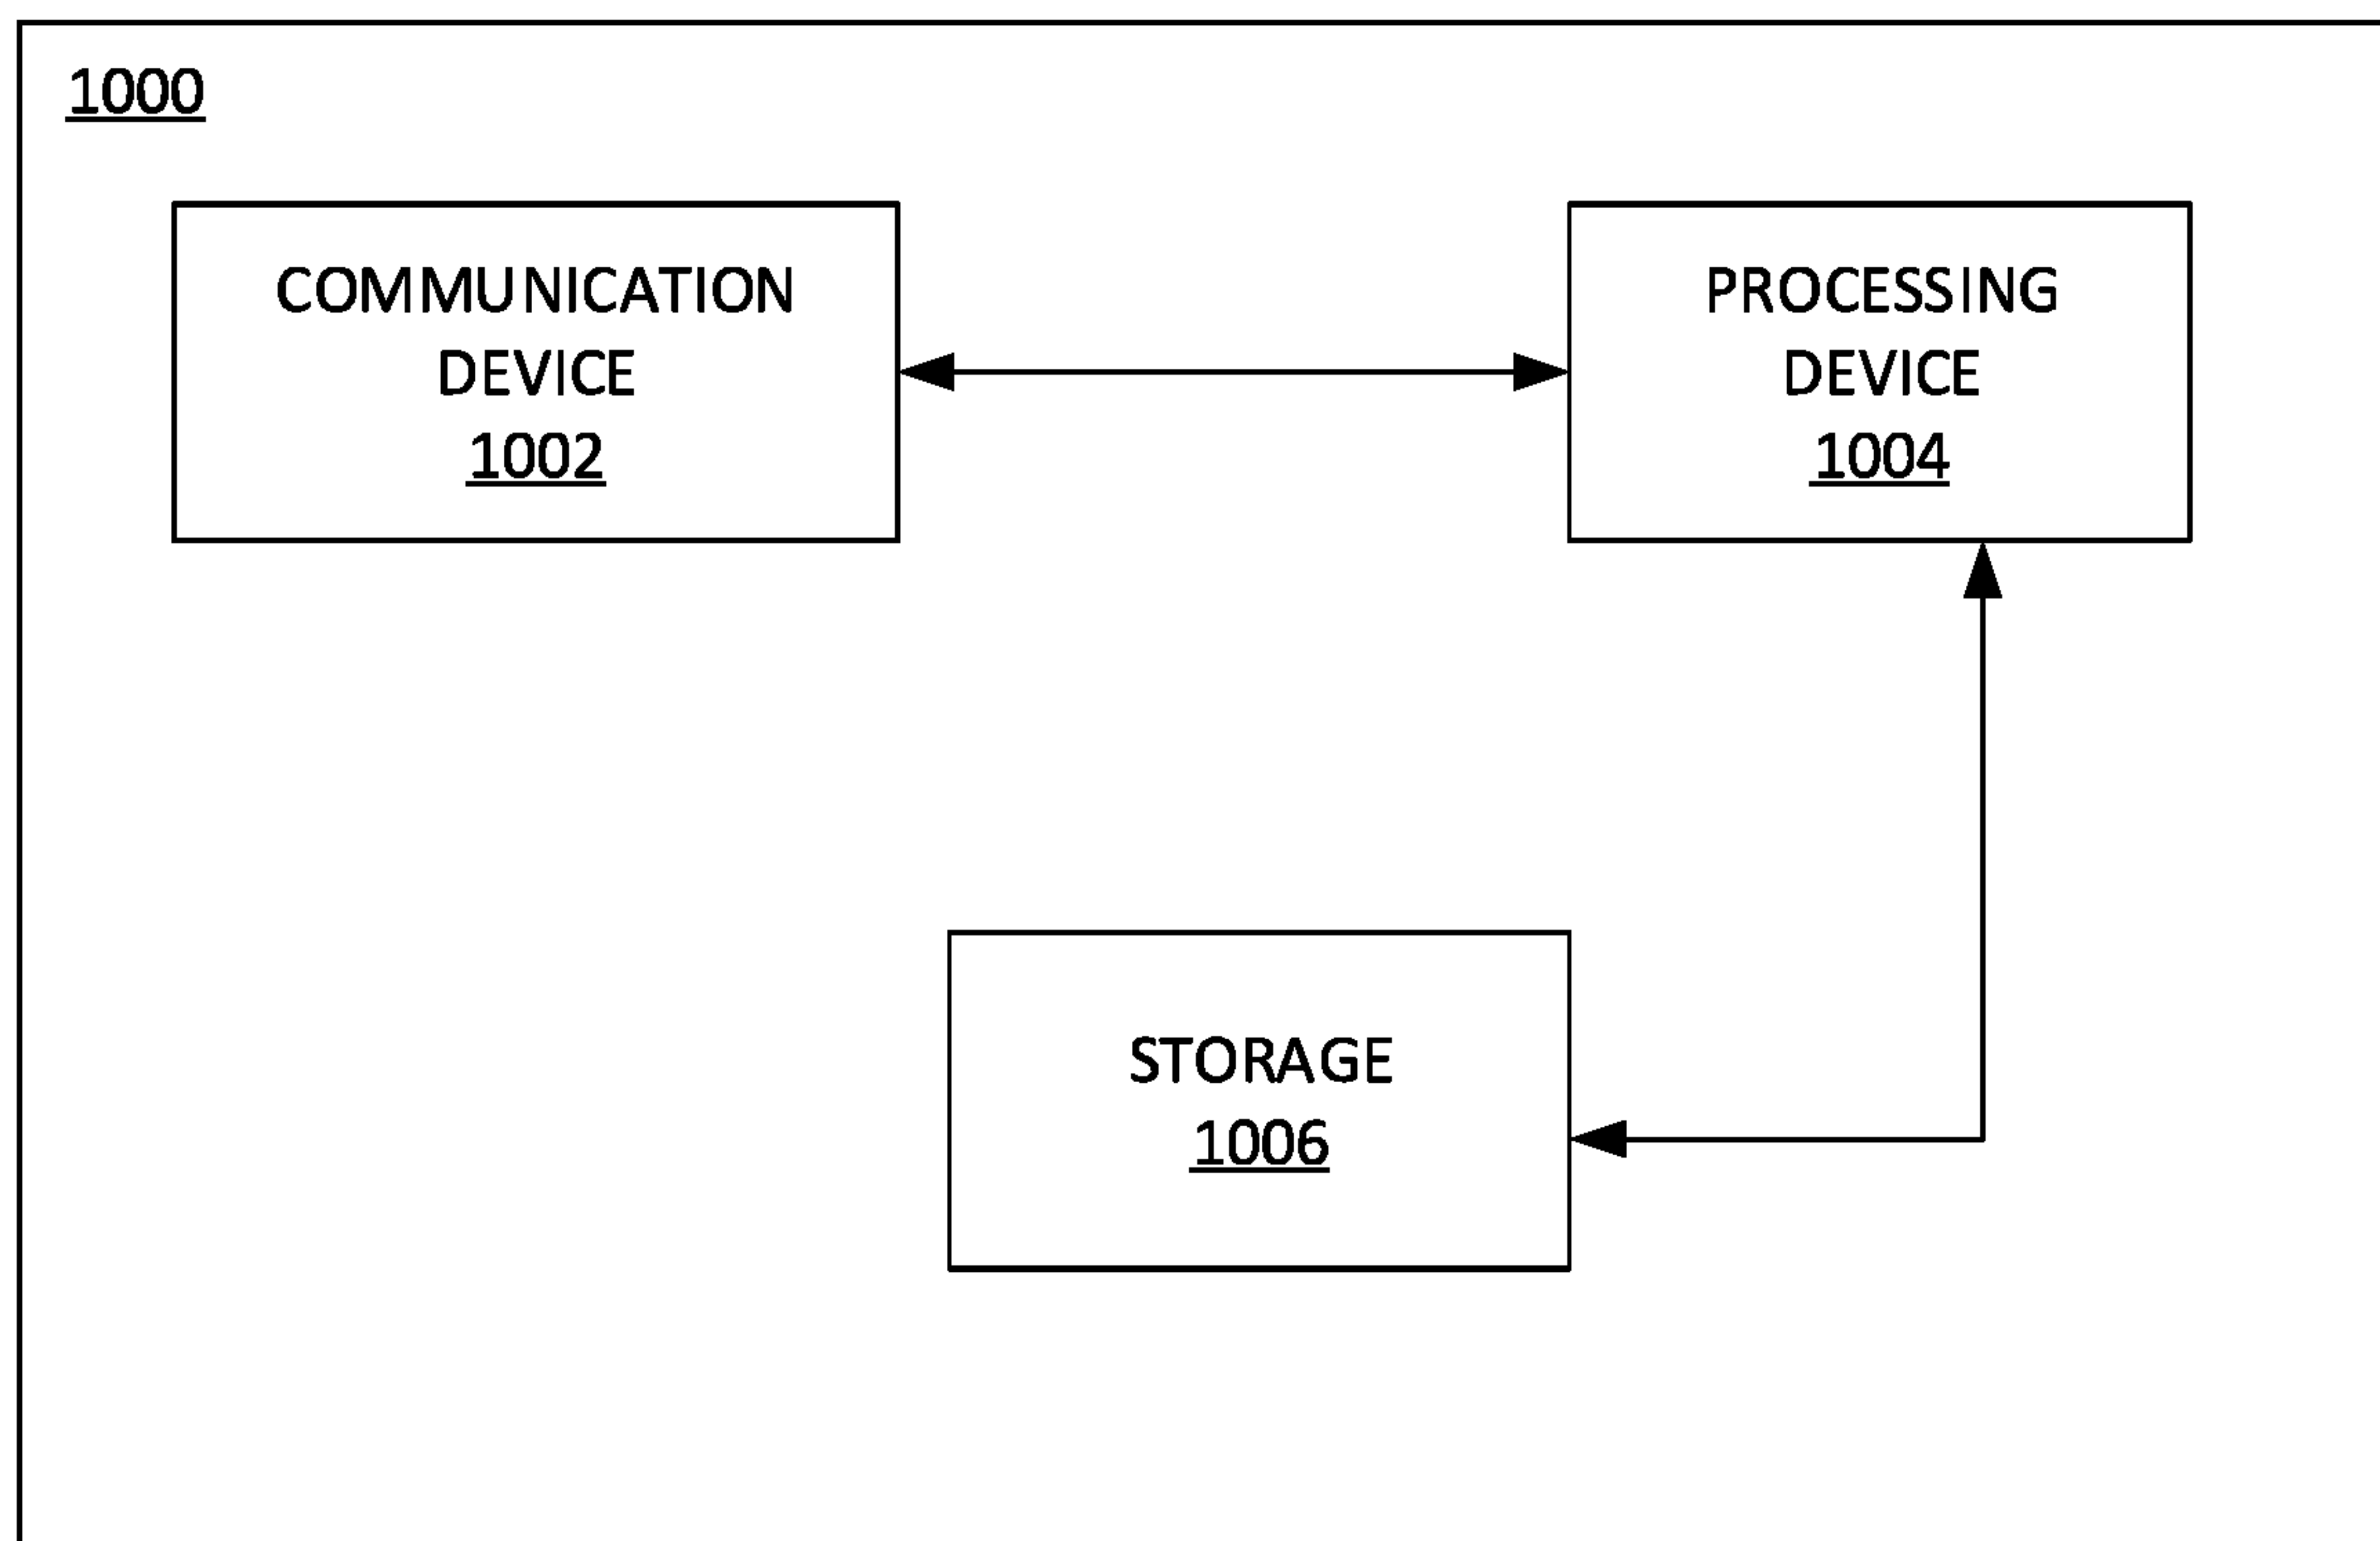 1000
COMMUNICATION
DEVICE
1002
PROCESSING
DEVICE
1004
STORAGE
1006